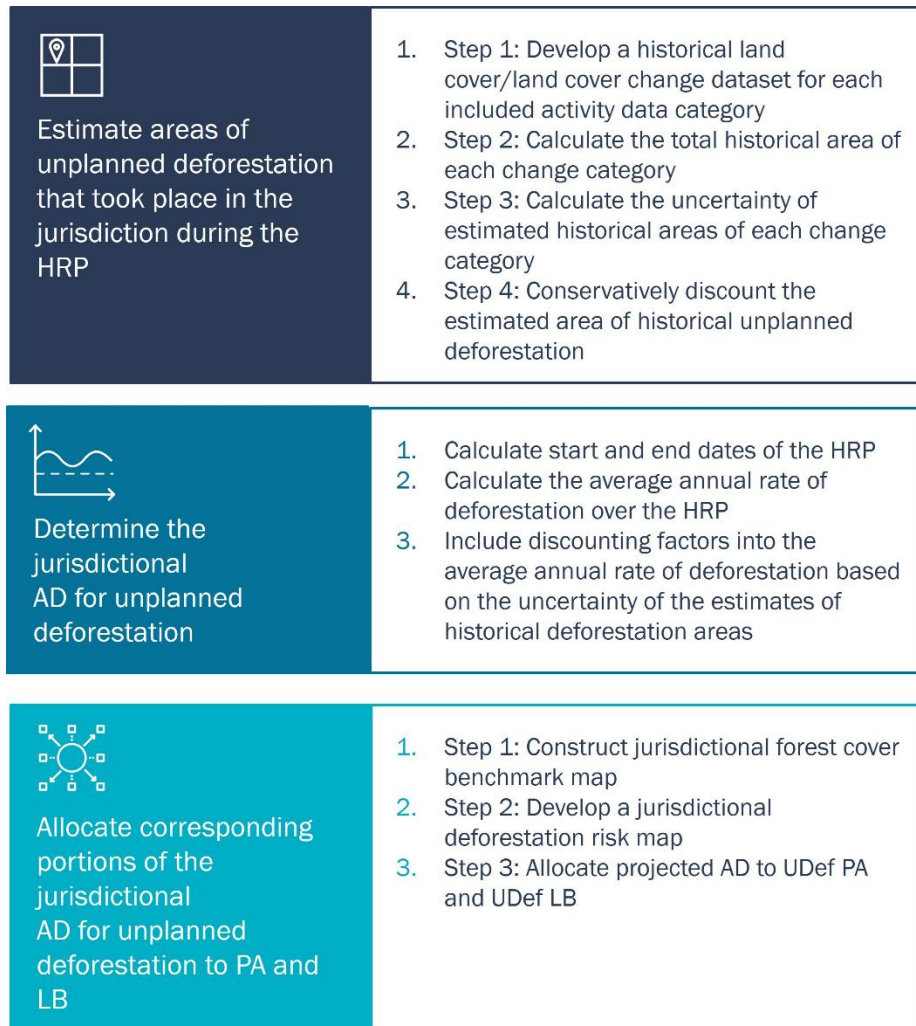 Estimate areas of
unplanned deforestation
that took place in the
jurisdiction during the
HRP
1. Step 1: Develop a historical land
cover/land cover change dataset for each
included activity data category
2. Step 2: Calculate the total historical area of
each change category
3. Step 3: Calculate the uncertainty of
estimated historical areas of each change
category
4. Step 4: Conservatively discount the
estimated area of historical unplanned
deforestation
Determine the
jurisdictional
AD for unplanned
deforestation
1. Calculate start and end dates of the HRP
2. Calculate the average annual rate of
deforestation over the HRP
3. Include discounting factors into the
average annual rate of deforestation based
on the uncertainty of the estimates of
historical deforestation areas
Allocate corresponding
portions of the
jurisdictional
AD for unplanned
deforestation to PA and
LB
1. Step 1: Construct jurisdictional forest cover
benchmark map
2. Step 2: Develop a jurisdictional
deforestation risk map
3. Step 3: Allocate projected AD to UDef PA
and UDef LB